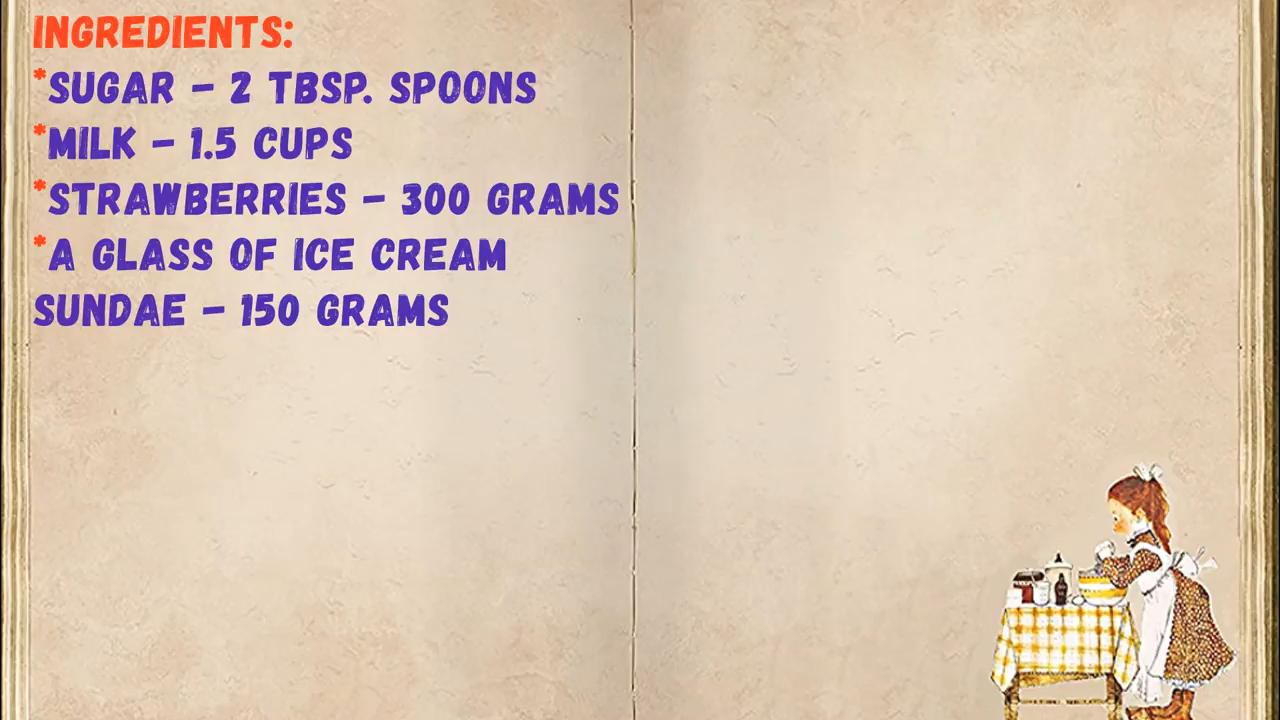 INGREDIENTS:
*SUGAR – 2 TBSP. SPOONS
*MILK – 1.5 CUPS
*STRAWBERRIES – 300 GRAMS
*A GLASS OF ICE CREAM
SUNDAE – 150 GRAMS